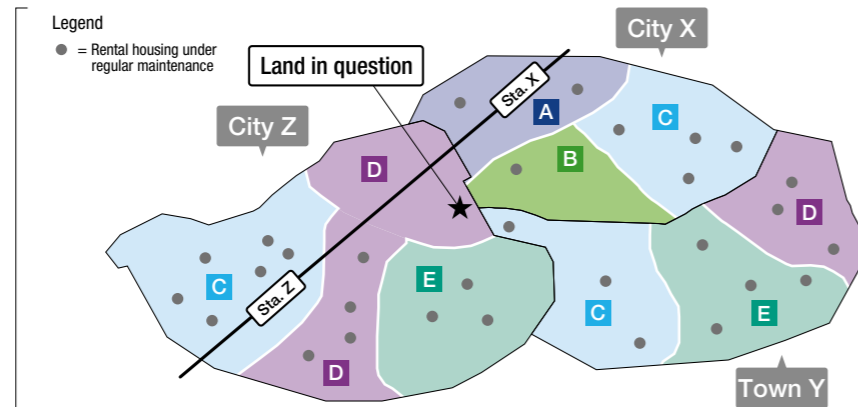 Legend
= Rental housing under
regular maintenance
Land in question
City X
City Z
Sta. X
A
C
B
D
D
C
E
Sta. Z
C
E
D
Town Y